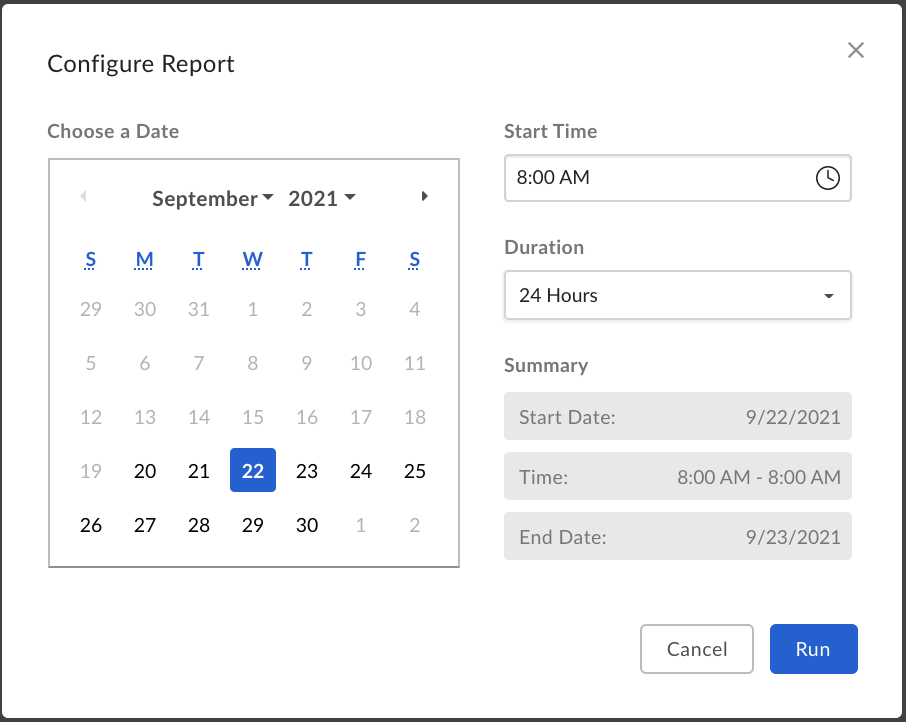 Configure Report
Choose a Date
September 2021
S M T W T F S
29 30 31 1 2 3 4
5 6 7 8 9 10 11
12 13 14 15 16 17 18
19 20 21 22 23 24 25
26 27 28 29 30 1 2
Start Time
8:00 AM
Duration
24 Hours
Summary
Start Date: 9/22/2021
Time: 8:00 AM - 8:00 AM
End Date: 9/23/2021
Cancel Run